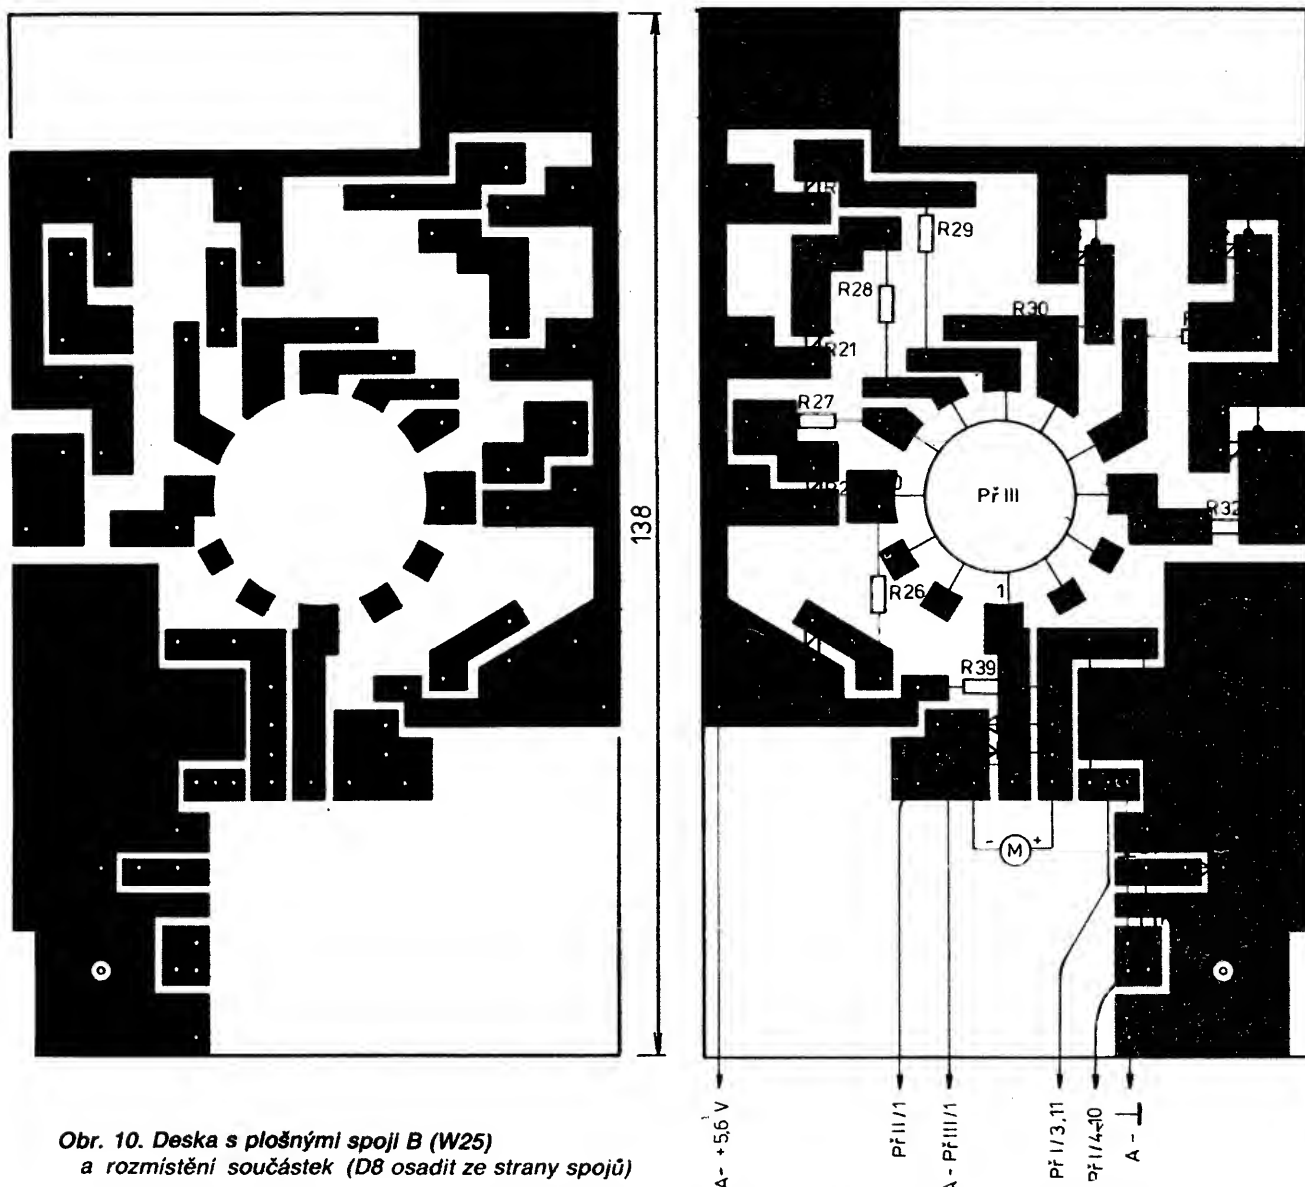 138
R29
R28
R30
R21
R27
Př III
R32
R26
1
R39
- M +
A- +5,6 V
Př II/1
A - Př III/1
Př I/3,11
Př I/4-10
A - ⊥
Obr. 10. Deska s plošnými spoji B (W25)
a rozmístění součástek (D8 osadit ze strany spojů)